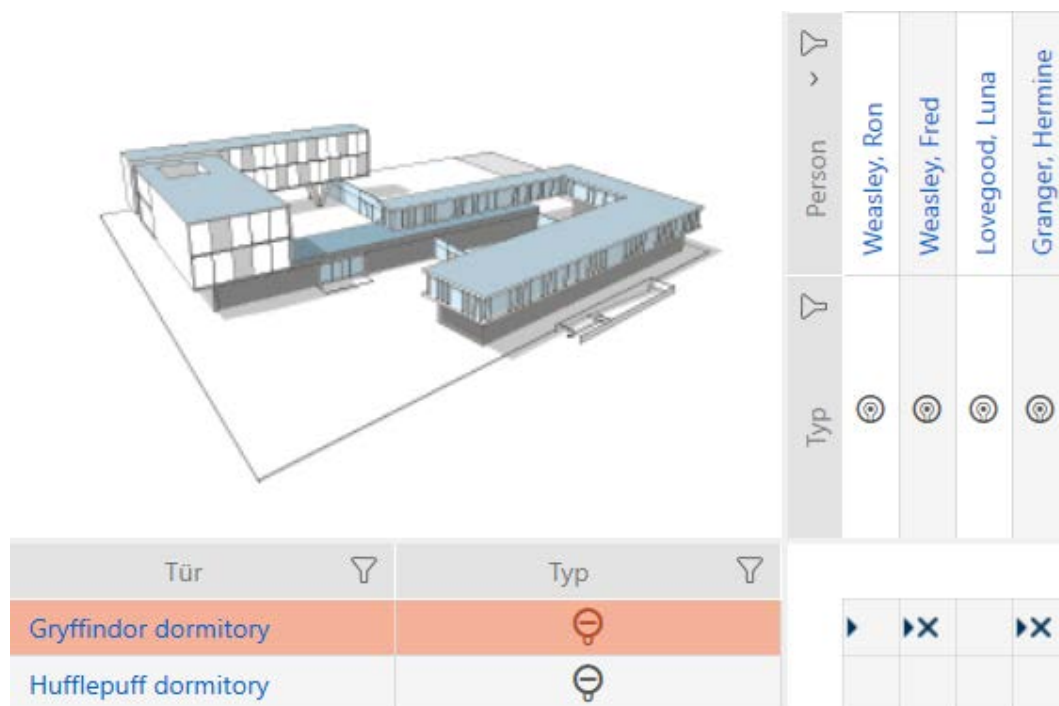 Person
Weasley, Ron
Weasley, Fred
Lovegood, Luna
Granger, Hermine
Typ
Tür
Typ
Gryffindor dormitory
Hufflepuff dormitory